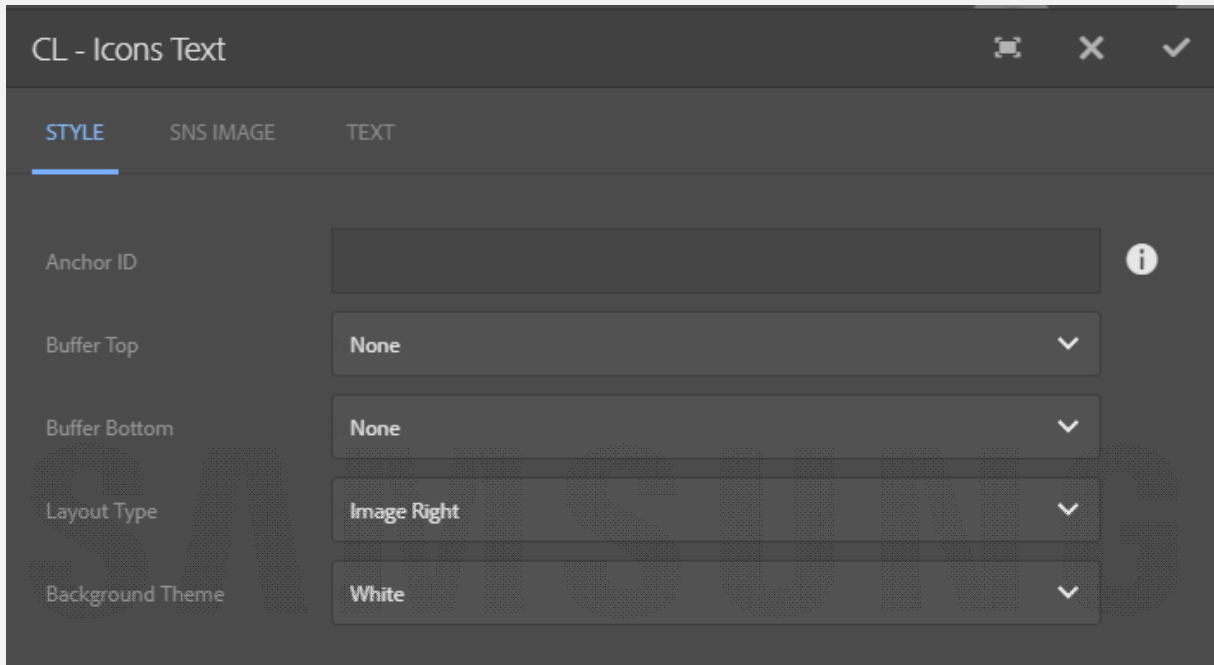 CL - Icons Text
STYLE SNS IMAGE TEXT
Anchor ID
Buffer Top None
Buffer Bottom None
Layout Type Image Right
Background Theme White
SAMSUNG